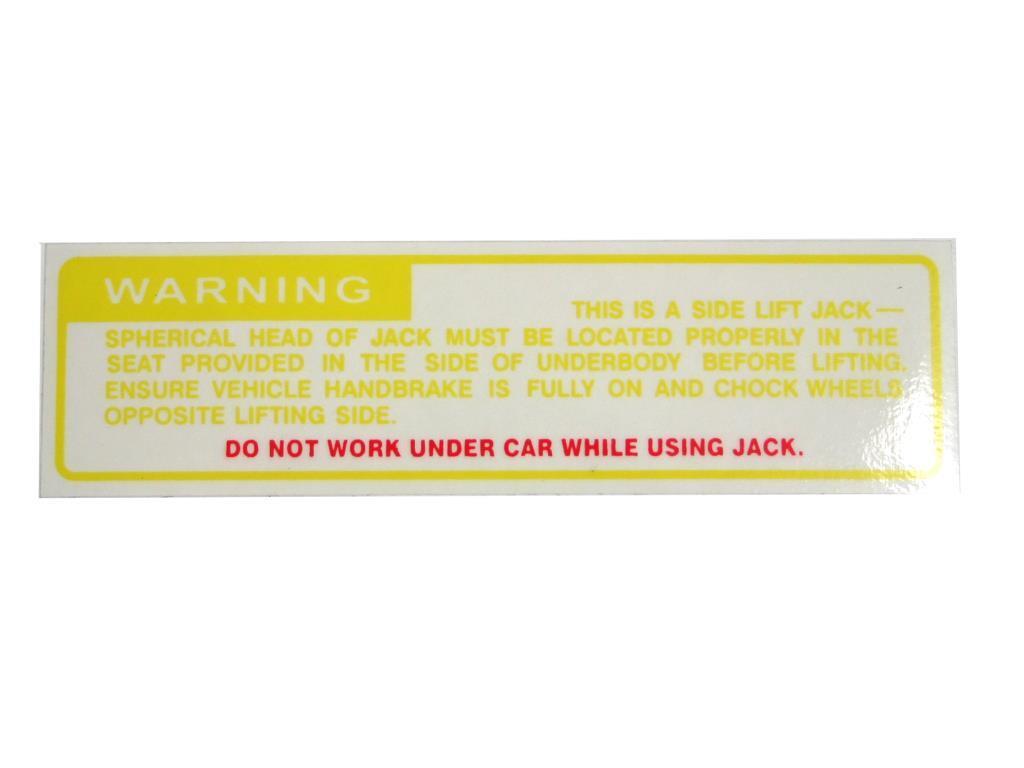 WARNING
THIS IS A SIDE LIFT JACK—
SPHERICAL HEAD OF JACK MUST BE LOCATED PROPERLY IN THE
SEAT PROVIDED IN THE SIDE OF UNDERBODY BEFORE LIFTING.
ENSURE VEHICLE HANDBRAKE IS FULLY ON AND CHOCK WHEELS
OPPOSITE LIFTING SIDE.
DO NOT WORK UNDER CAR WHILE USING JACK.